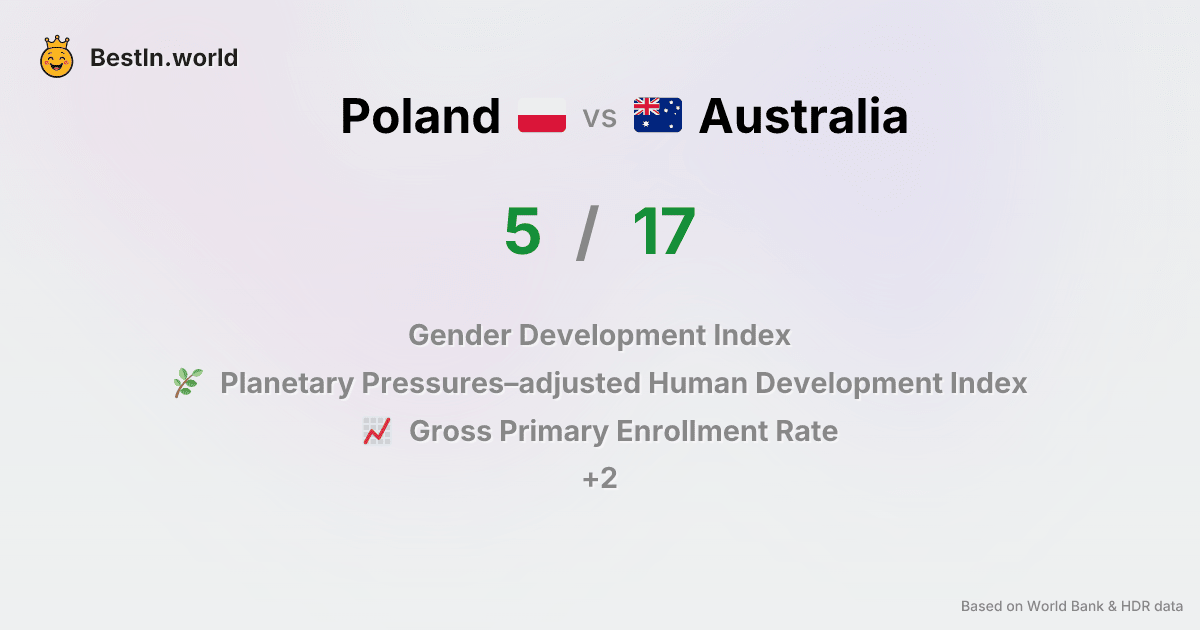 BestIn.world
Poland vs Australia
5 / 17
Gender Development Index
Planetary Pressures–adjusted Human Development Index
Gross Primary Enrollment Rate
+2
Based on World Bank & HDR data